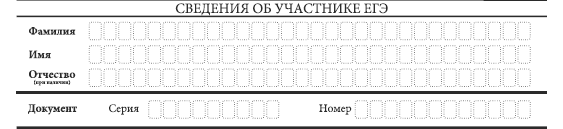 СВЕДЕНИЯ ОБ УЧАСТНИКЕ ЕГЭ
Фамилия
Имя
Отчество
(при наличии)
Документ Серия Номер